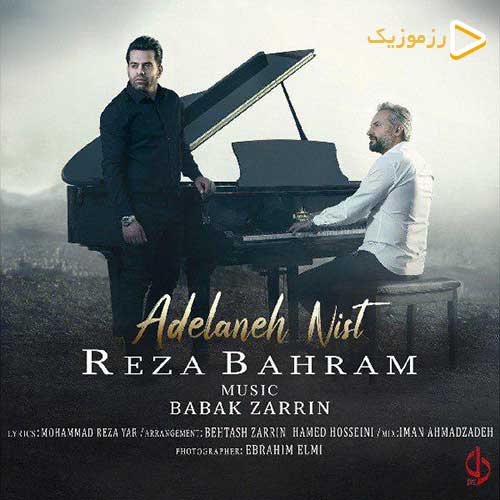 رزموزیک
Adelaneh Nist
REZA BAHRAM
MUSIC
BABAK ZARRIN
LYRICS: MOHAMMAD REZA YAR / ARRANGEMENT: BEHTASH ZARRIN HAMED HOSSEINI / MIX: IMAN AHMADZADEH
PHOTOGRAPHER: EBRAHIM ELMI